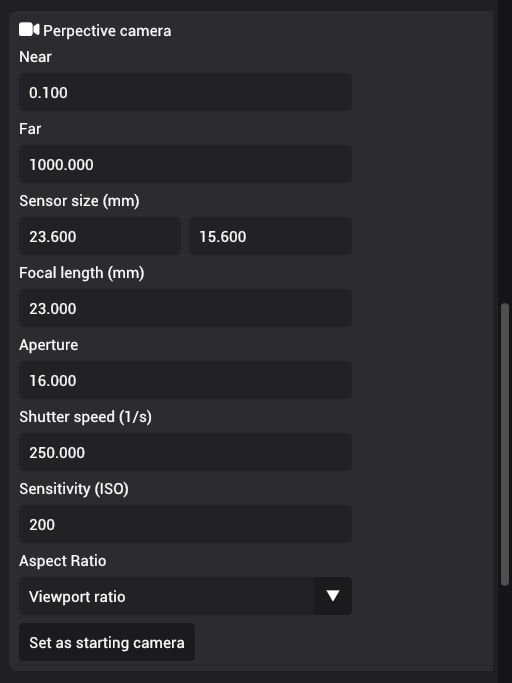 Perpective camera
Near
0.100
Far
1000.000
Sensor size (mm)
23.600 15.600
Focal length (mm)
23.000
Aperture
16.000
Shutter speed (1/s)
250.000
Sensitivity (ISO)
200
Aspect Ratio
Viewport ratio
Set as starting camera